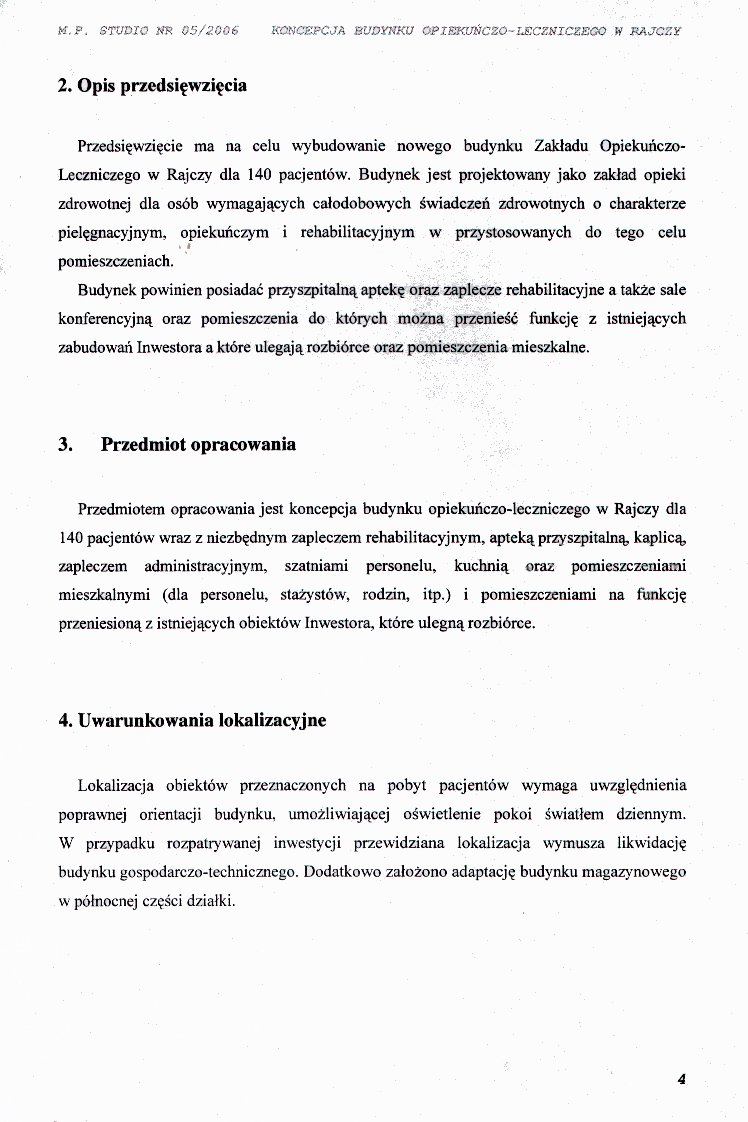 M.P. STUDIO NR 05/2006 KONCEPCJA BUDYNKU OPIEKUŃCZO-LECZNICZEGO W RAJCZY
2. Opis przedsięwzięcia
Przedsięwzięcie ma na celu wybudowanie nowego budynku Zakładu Opiekuńczo-
Leczniczego w Rajczy dla 140 pacjentów. Budynek jest projektowany jako zakład opieki
zdrowotnej dla osób wymagających całodobowych świadczeń zdrowotnych o charakterze
pielęgnacyjnym, opiekuńczym i rehabilitacyjnym w przystosowanych do tego celu
pomieszczeniach.
Budynek powinien posiadać przyszpitalną aptekę oraz zaplecze rehabilitacyjne a także sale
konferencyjną oraz pomieszczenia do których można przenieść funkcję z istniejących
zabudowań Inwestora a które ulegają rozbiórce oraz pomieszczenia mieszkalne.
3. Przedmiot opracowania
Przedmiotem opracowania jest koncepcja budynku opiekuńczo-leczniczego w Rajczy dla
140 pacjentów wraz z niezbędnym zapleczem rehabilitacyjnym, apteką przyszpitalną, kaplicą,
zapleczem administracyjnym, szatniami personelu, kuchnią oraz pomieszczeniami
mieszkalnymi (dla personelu, stażystów, rodzin, itp.) i pomieszczeniami na funkcję
przeniesioną z istniejących obiektów Inwestora, które ulegną rozbiórce.
4. Uwarunkowania lokalizacyjne
Lokalizacja obiektów przeznaczonych na pobyt pacjentów wymaga uwzględnienia
poprawnej orientacji budynku, umożliwiającej oświetlenie pokoi światłem dziennym.
W przypadku rozpatrywanej inwestycji przewidziana lokalizacja wymusza likwidację
budynku gospodarczo-technicznego. Dodatkowo założono adaptację budynku magazynowego
w północnej części działki.
4